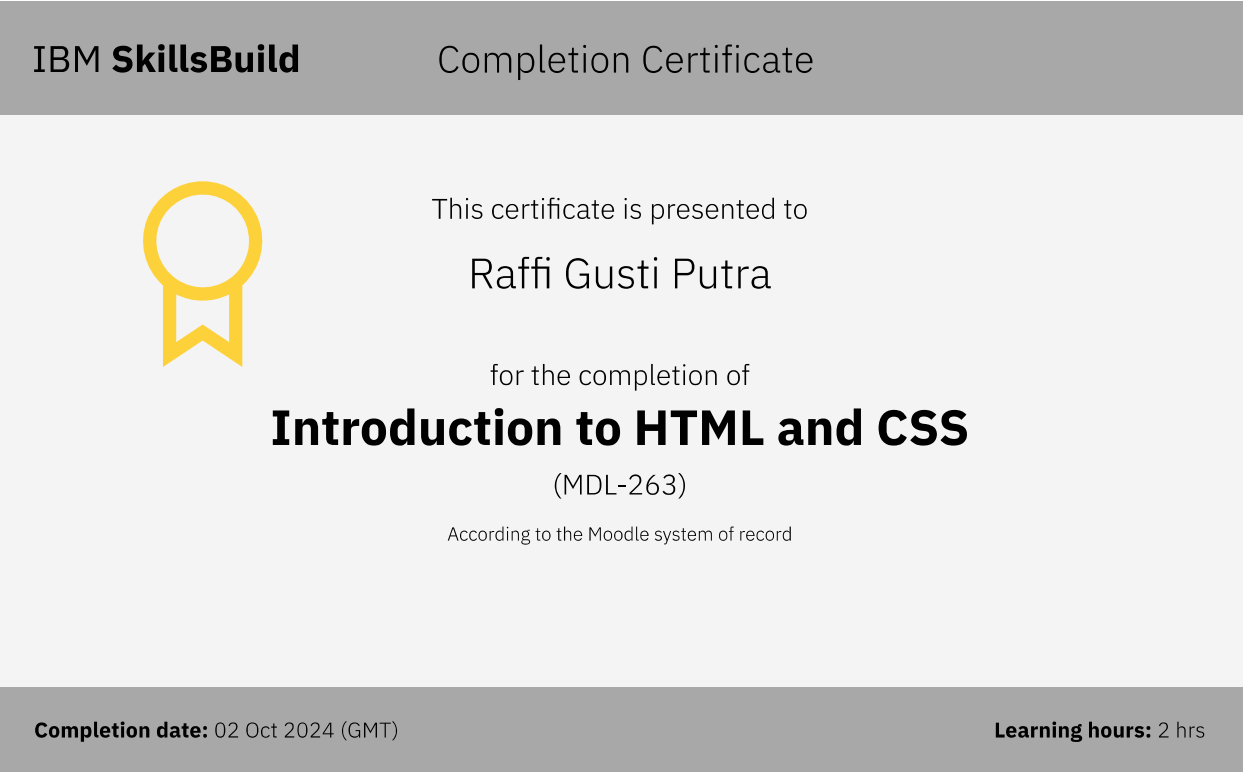 IBM SkillsBuild
Completion Certificate
This certificate is presented to
Raffi Gusti Putra
for the completion of
Introduction to HTML and CSS
(MDL-263)
According to the Moodle system of record
Completion date: 02 Oct 2024 (GMT)
Learning hours: 2 hrs